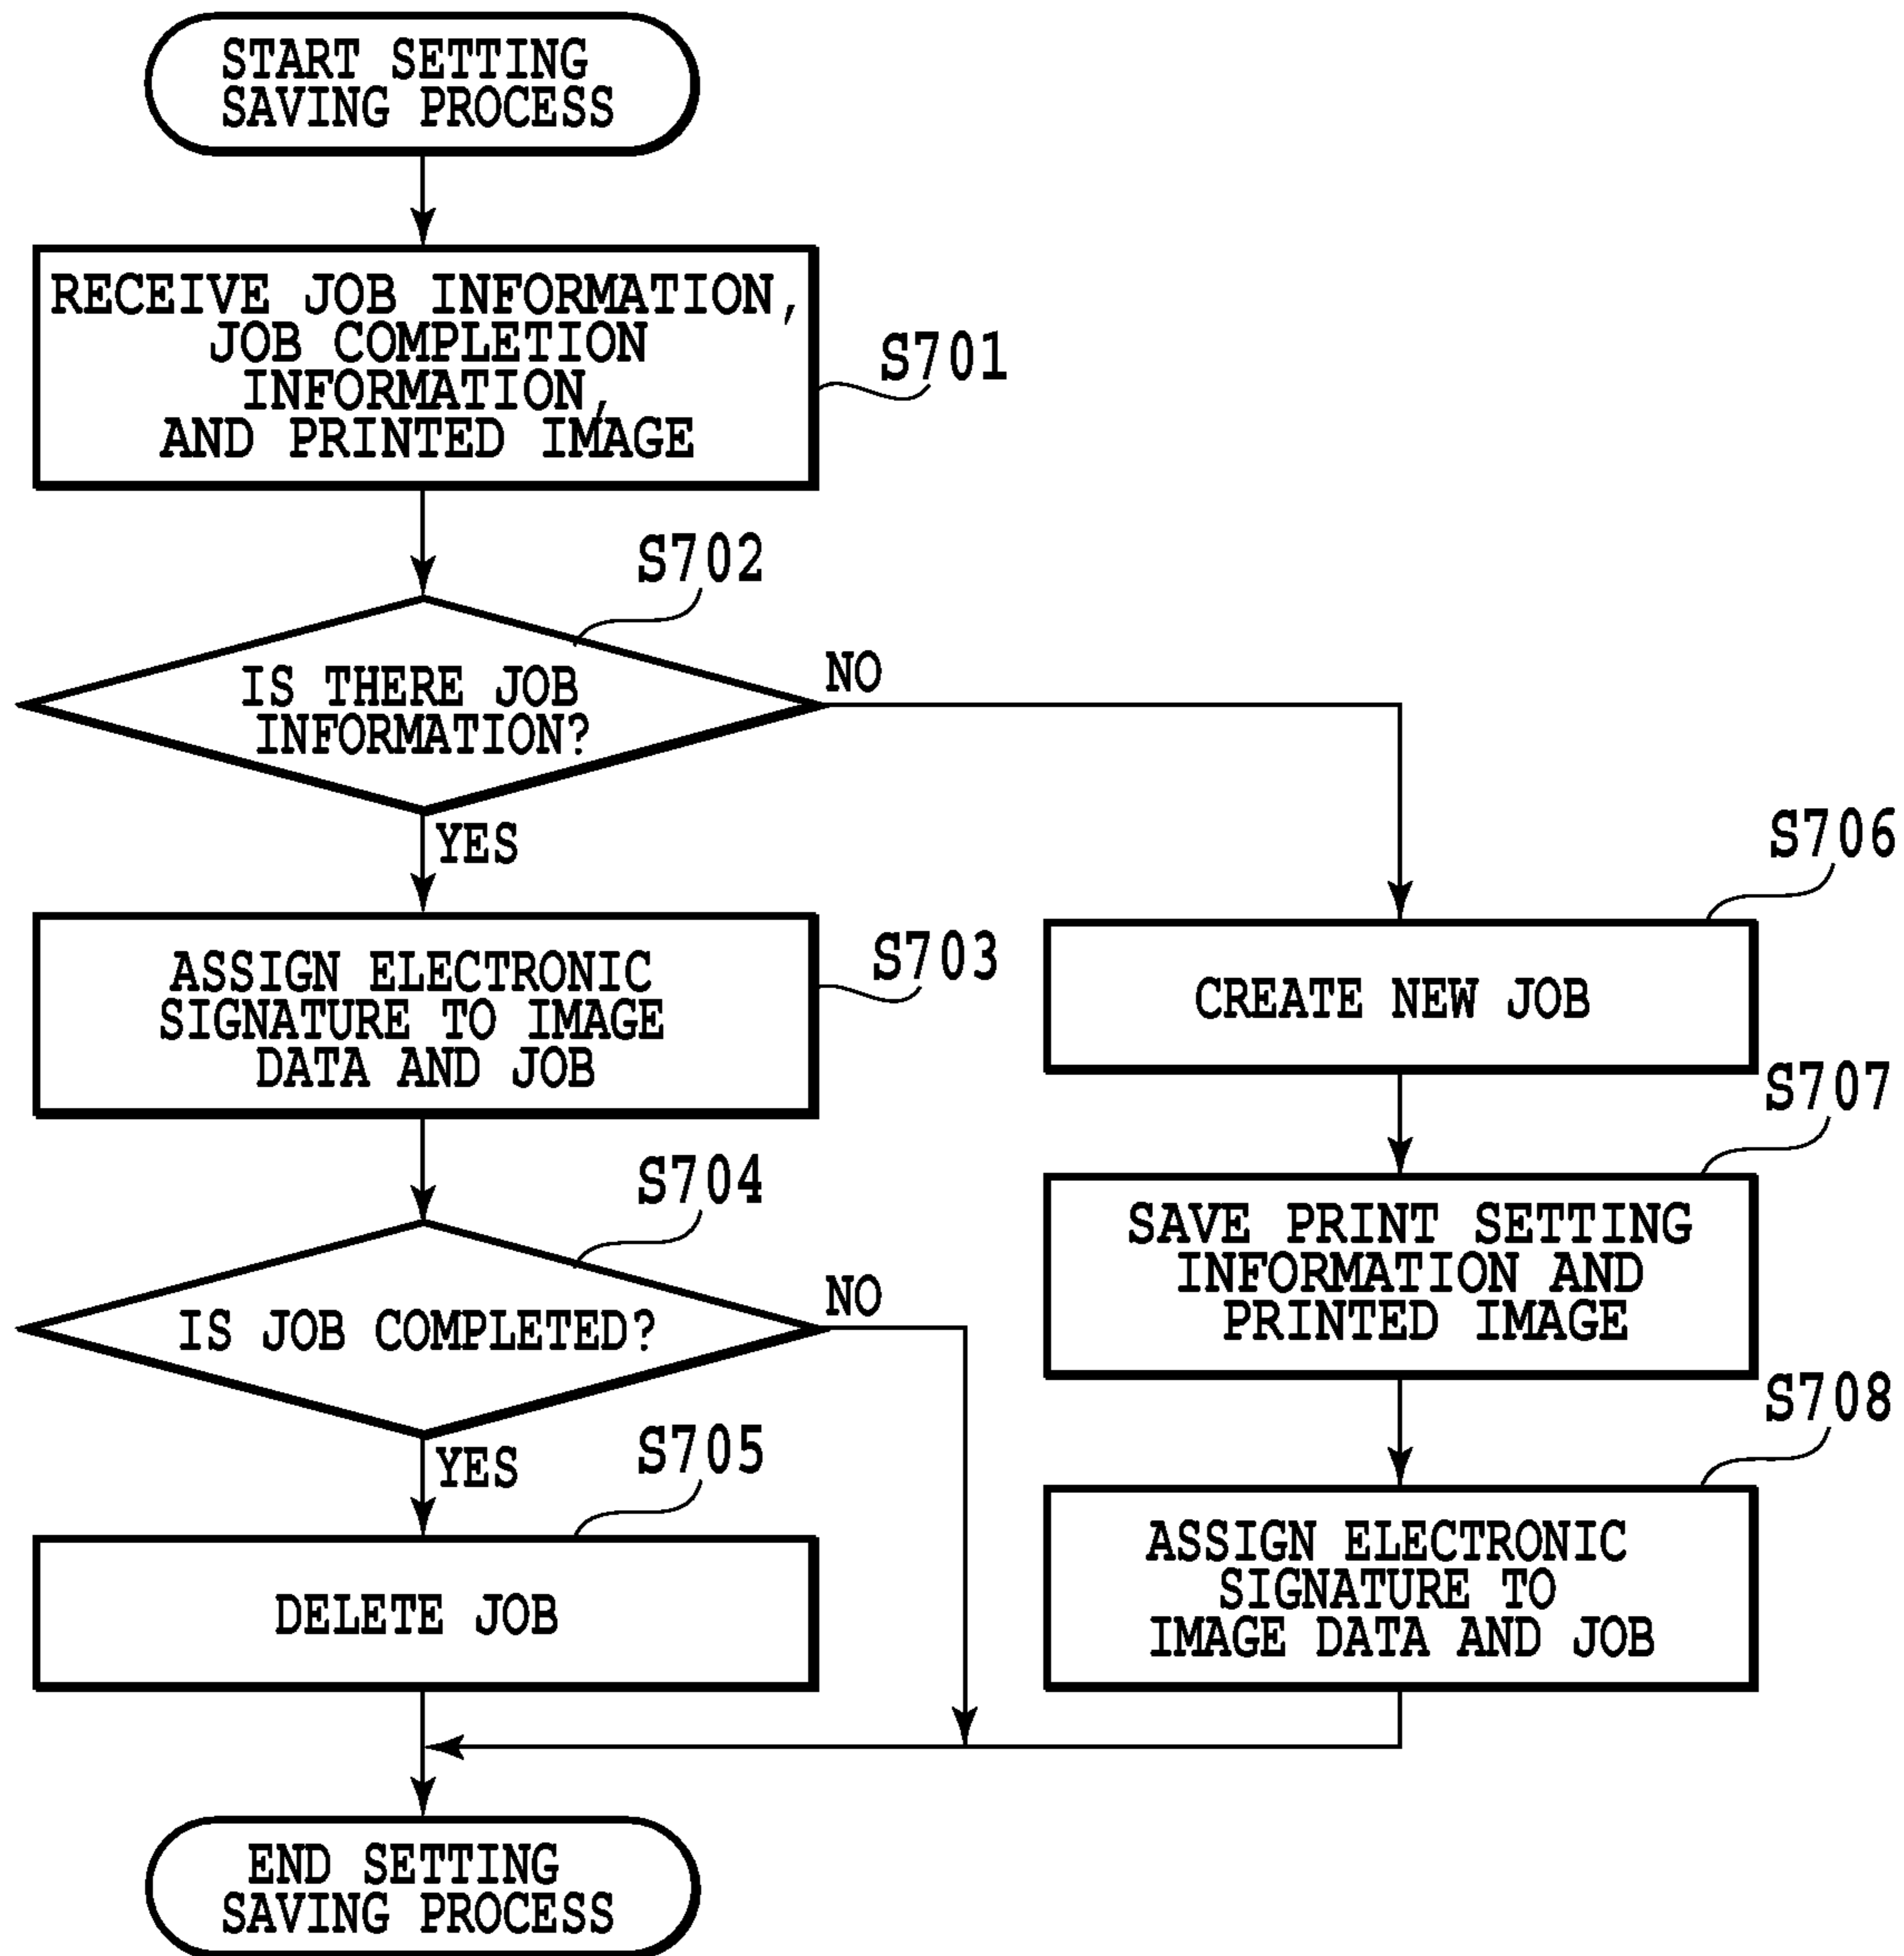 START SETTING
SAVING PROCESS
RECEIVE JOB INFORMATION,
JOB COMPLETION
INFORMATION,
AND PRINTED IMAGE
S701
S702
IS THERE JOB
INFORMATION?
NO
YES
ASSIGN ELECTRONIC
SIGNATURE TO IMAGE
DATA AND JOB
S703
S704
IS JOB COMPLETED?
NO
YES
S705
DELETE JOB
S706
CREATE NEW JOB
S707
SAVE PRINT SETTING
INFORMATION AND
PRINTED IMAGE
S708
ASSIGN ELECTRONIC
SIGNATURE TO
IMAGE DATA AND JOB
END SETTING
SAVING PROCESS